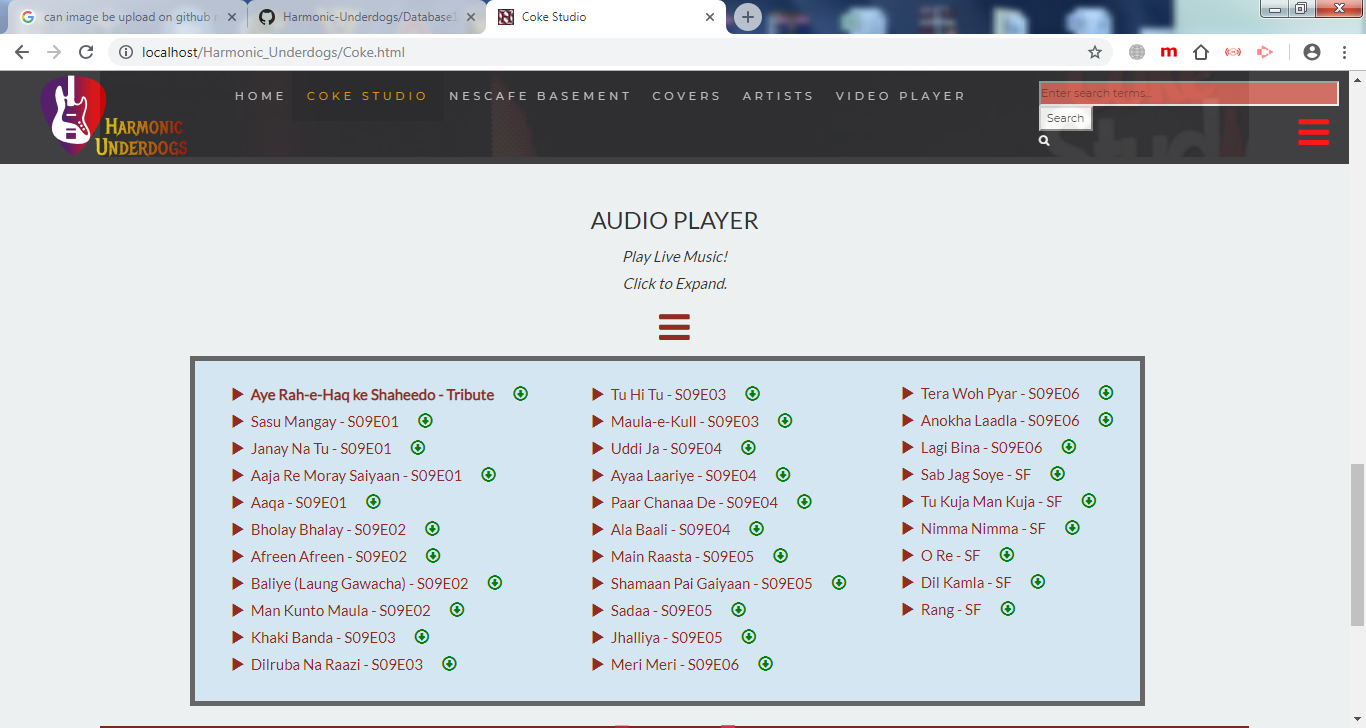 can image be upload on github r
Harmonic-Underdogs/Database1
Coke Studio
localhost/Harmonic_Underdogs/Coke.html
HARMONIC
UNDERDOGS
HOME
COKE STUDIO
NESCAFE BASEMENT
COVERS
ARTISTS
VIDEO PLAYER
Enter search terms...
Search
AUDIO PLAYER
Play Live Music!
Click to Expand.
Aye Rah-e-Haq ke Shaheedo - Tribute
Sasu Mangay - S09E01
Janay Na Tu - S09E01
Aaja Re Moray Saiyaan - S09E01
Aaqa - S09E01
Bholay Bhalay - S09E02
Afreen Afreen - S09E02
Baliye (Laung Gawacha) - S09E02
Man Kunto Maula - S09E02
Khaki Banda - S09E03
Dilruba Na Raazi - S09E03
Tu Hi Tu - S09E03
Maula-e-Kull - S09E03
Uddi Ja - S09E04
Ayaa Laariye - S09E04
Paar Chanaa De - S09E04
Ala Baali - S09E04
Main Raasta - S09E05
Shamaan Pai Gaiyaan - S09E05
Sadaa - S09E05
Jhalliya - S09E05
Meri Meri - S09E06
Tera Woh Pyar - S09E06
Anokha Laadla - S09E06
Lagi Bina - S09E06
Sab Jag Soye - SF
Tu Kuja Man Kuja - SF
Nimma Nimma - SF
O Re - SF
Dil Kamla - SF
Rang - SF